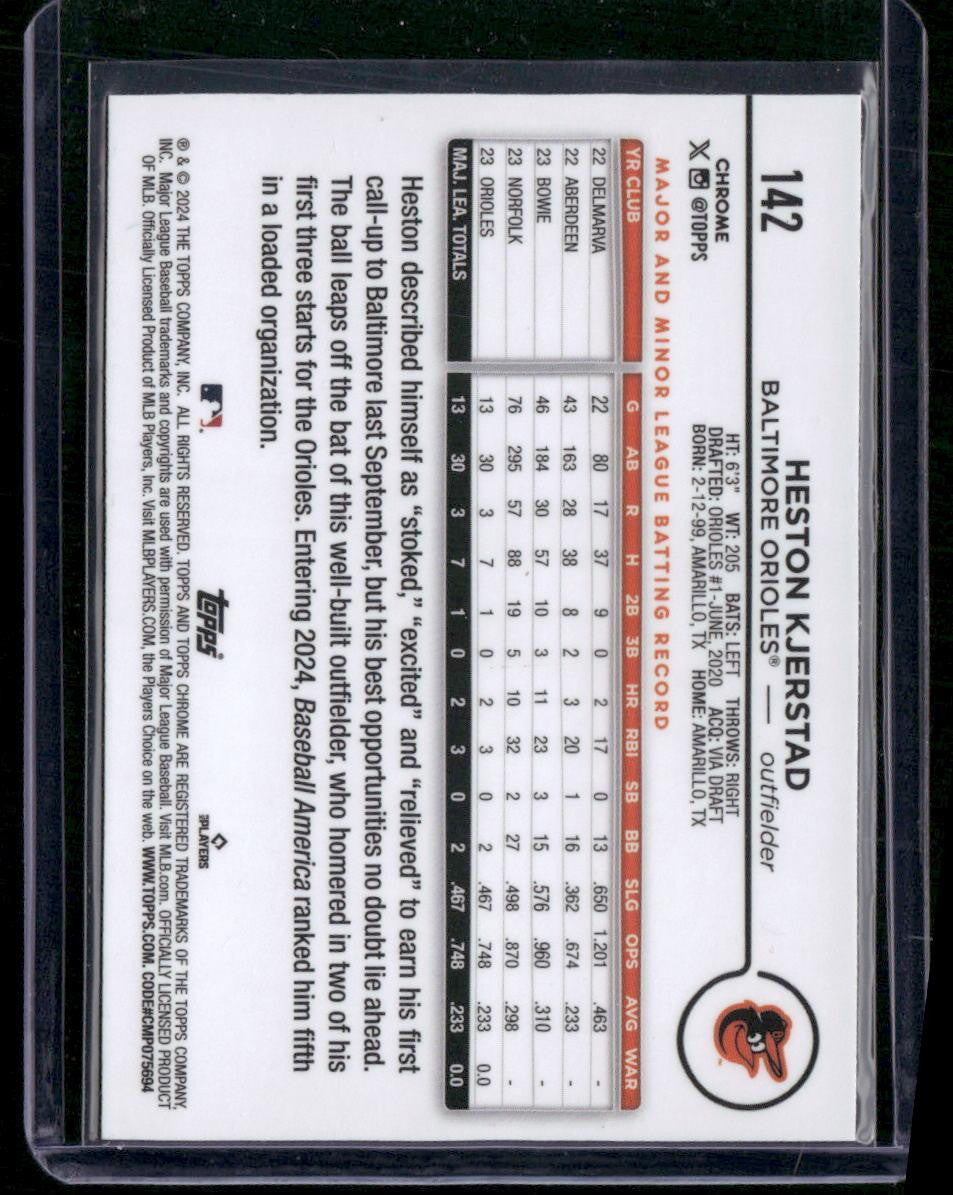 142
HESTON KJERSTAD
BALTIMORE ORIOLES® — outfielder
HT: 6'3" WT: 205 BATS: LEFT THROWS: RIGHT
DRAFTED: ORIOLES #1-JUNE, 2020 ACQ: VIA DRAFT
BORN: 2-12-99, AMARILLO, TX HOME: AMARILLO, TX
CHROME
@TOPPS
MAJOR AND MINOR LEAGUE BATTING RECORD
YR CLUB G AB R H 2B 3B HR RBI SB BB SLG OPS AVG WAR
22 DELMARVA 22 80 17 37 9 0 2 17 0 13 .650 1.201 .463 -
22 ABERDEEN 43 163 28 38 8 2 3 20 1 16 .362 .674 .233 -
23 BOWIE 46 184 30 57 10 3 11 23 3 15 .576 .960 .310 -
23 NORFOLK 76 295 57 88 19 5 10 32 2 27 .498 .870 .298 -
23 ORIOLES 13 30 3 7 1 0 2 3 0 2 .467 .748 .233 0.0
MAJ. LEA. TOTALS 13 30 3 7 1 0 2 3 0 2 .467 .748 .233 0.0
Heston described himself as “stoked,” “excited” and “relieved” to earn his first
call-up to Baltimore last September, but his best opportunities no doubt lie ahead.
The ball leaps off the bat of this well-built outfielder, who homered in two of his
first three starts for the Orioles. Entering 2024, Baseball America ranked him fifth
in a loaded organization.
topps®
PLAYERS
® & © 2024 THE TOPPS COMPANY, INC. ALL RIGHTS RESERVED. TOPPS AND TOPPS CHROME ARE REGISTERED TRADEMARKS OF THE TOPPS COMPANY,
INC. Major League Baseball trademarks and copyrights are used with permission of Major League Baseball. Visit MLB.com. OFFICIALLY LICENSED PRODUCT
OF MLB. Officially Licensed Product of MLB Players, Inc. Visit MLBPLAYERS.COM, the Players Choice on the web. WWW.TOPPS.COM. CODE#CMP075694